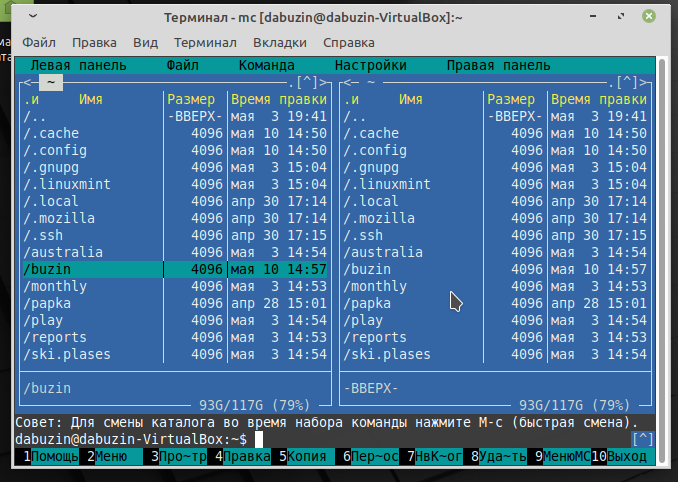 Терминал - mc [dabuzin@dabuzin-VirtualBox]:~
Файл Правка Вид Терминал Вкладки Справка
Левая панель Файл Команда Настройки Правая панель
<─ ~ ─.[^]> <─ ~ ─.[^]>
.и Имя Размер Время правки .и Имя Размер Время правки
/.. -ВВЕРХ- мая 3 19:41 /.. -ВВЕРХ- мая 3 19:41
/.cache 4096 мая 10 14:50 /.cache 4096 мая 10 14:50
/.config 4096 мая 10 14:50 /.config 4096 мая 10 14:50
/.gnupg 4096 мая 3 15:04 /.gnupg 4096 мая 3 15:04
/.linuxmint 4096 мая 3 15:04 /.linuxmint 4096 мая 3 15:04
/.local 4096 апр 30 17:14 /.local 4096 апр 30 17:14
/.mozilla 4096 апр 30 17:14 /.mozilla 4096 апр 30 17:14
/.ssh 4096 апр 30 17:15 /.ssh 4096 апр 30 17:15
/australia 4096 мая 3 14:54 /australia 4096 мая 3 14:54
/buzin 4096 мая 10 14:57 /buzin 4096 мая 10 14:57
/monthly 4096 мая 3 14:53 /monthly 4096 мая 3 14:53
/papka 4096 апр 28 15:01 /papka 4096 апр 28 15:01
/play 4096 мая 3 14:54 /play 4096 мая 3 14:54
/reports 4096 мая 3 14:53 /reports 4096 мая 3 14:53
/ski.plases 4096 мая 3 14:54 /ski.plases 4096 мая 3 14:54
/buzin -ВВЕРХ-
93G/117G (79%) 93G/117G (79%)
Совет: Для смены каталога во время набора команды нажмите M-c (быстрая смена).
dabuzin@dabuzin-VirtualBox:~$ [^]
1Помощь 2Меню 3Про~тр 4Правка 5Копия 6Пер~ос 7НвК~ог 8Уда~ть 9МенюМС 10Выход